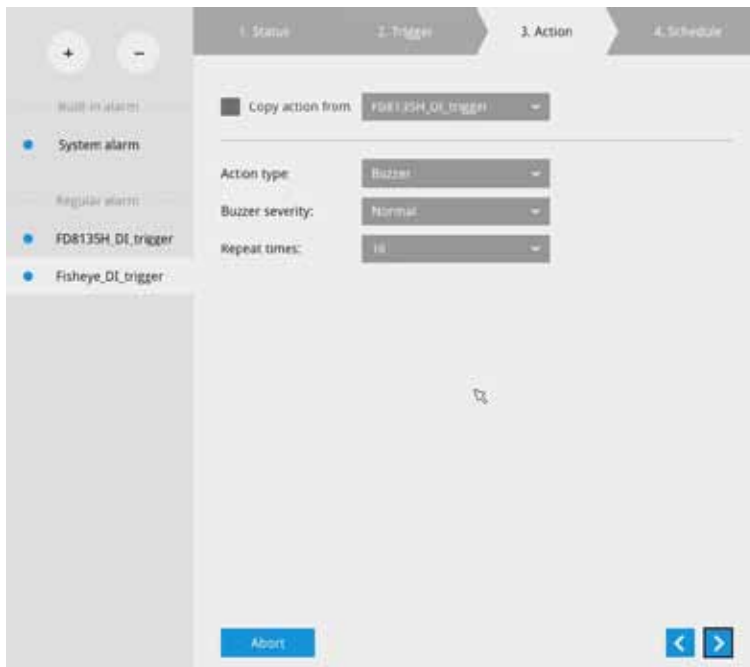 + −
1. Status
2. Trigger
3. Action
4. Schedule
Built-in alarm
System alarm
Regular alarm
FD8135H_DI_trigger
Fisheye_DI_trigger
Copy action from FD8135H_DI_trigger
Action type: Buzzer
Buzzer severity: Normal
Repeat times: 10
Abort
< >